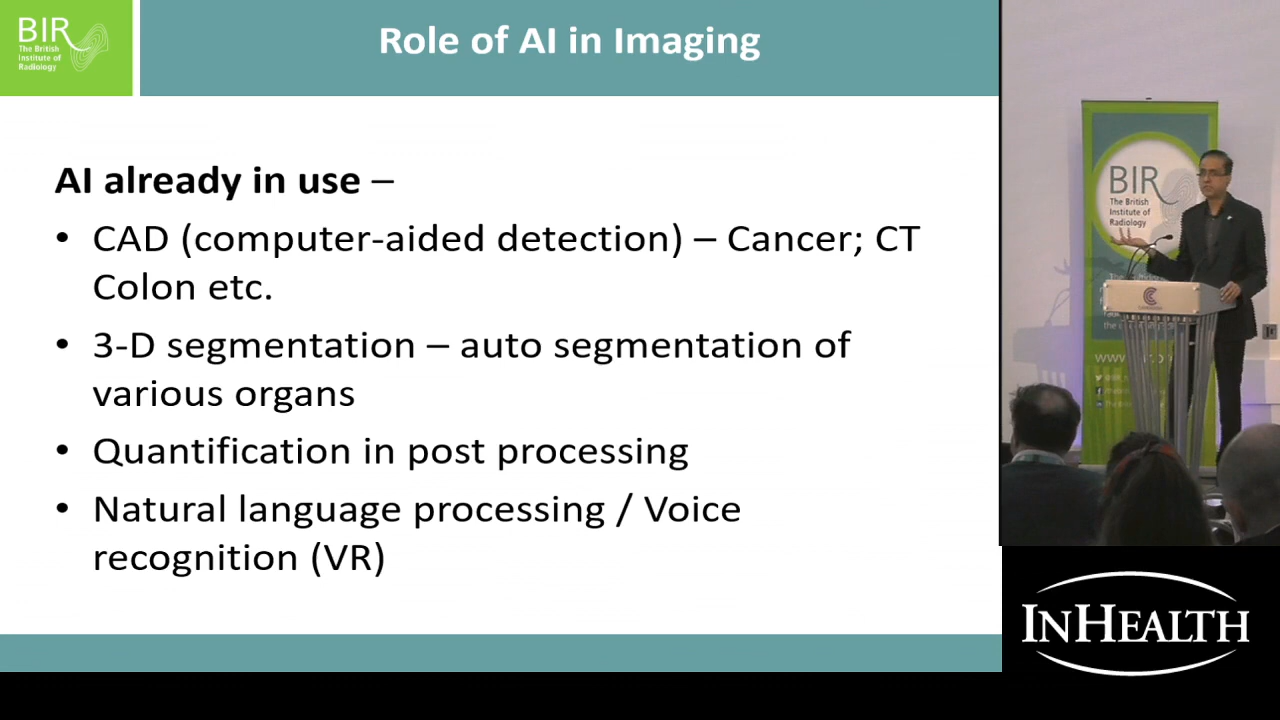 BIR
The British
Institute of
Radiology
Role of AI in Imaging
AI already in use –
• CAD (computer-aided detection) – Cancer; CT
Colon etc.
• 3-D segmentation – auto segmentation of
various organs
• Quantification in post processing
• Natural language processing / Voice
recognition (VR)
BIR
The British
Institute of
Radiology
INHEALTH